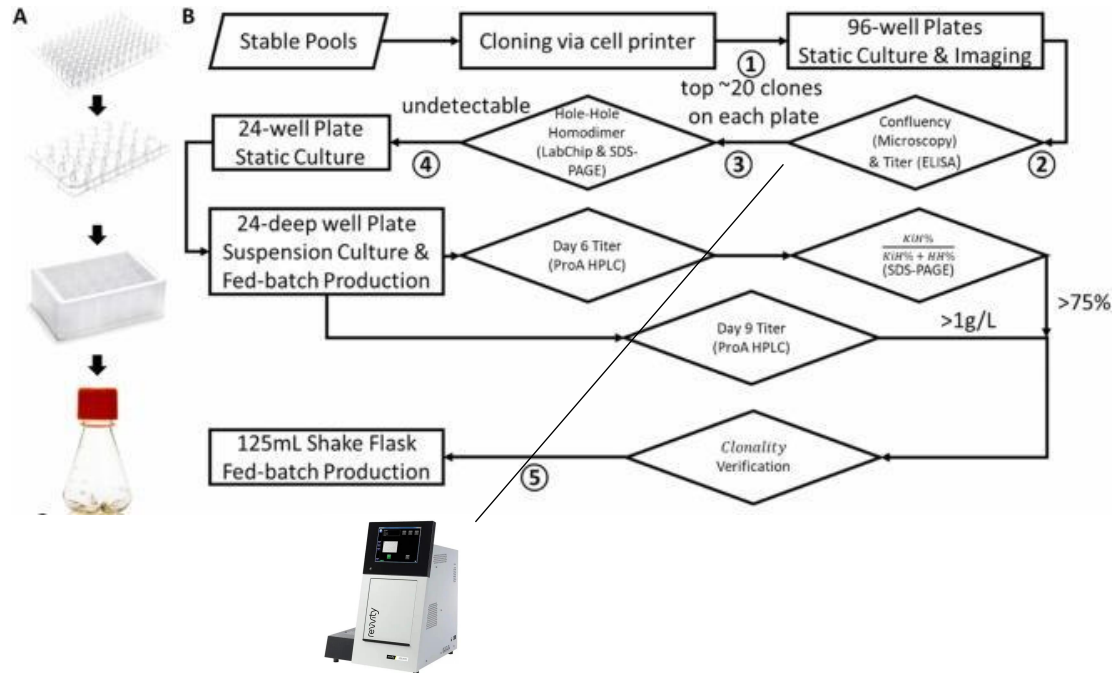 A
B
Stable Pools
Cloning via cell printer
96-well Plates
Static Culture & Imaging
①
top ~20 clones
on each plate
undetectable
24-well Plate
Static Culture
④
Hole-Hole
Homodimer
(LabChip & SDS-
PAGE)
③
Confluency
(Microscopy)
& Titer (ELISA)
②
24-deep well Plate
Suspension Culture &
Fed-batch Production
Day 6 Titer
(ProA HPLC)
KiH%
KiH% + HH%
(SDS-PAGE)
>75%
Day 9 Titer
(ProA HPLC)
>1g/L
125mL Shake Flask
Fed-batch Production
⑤
Clonality
Verification
revvity